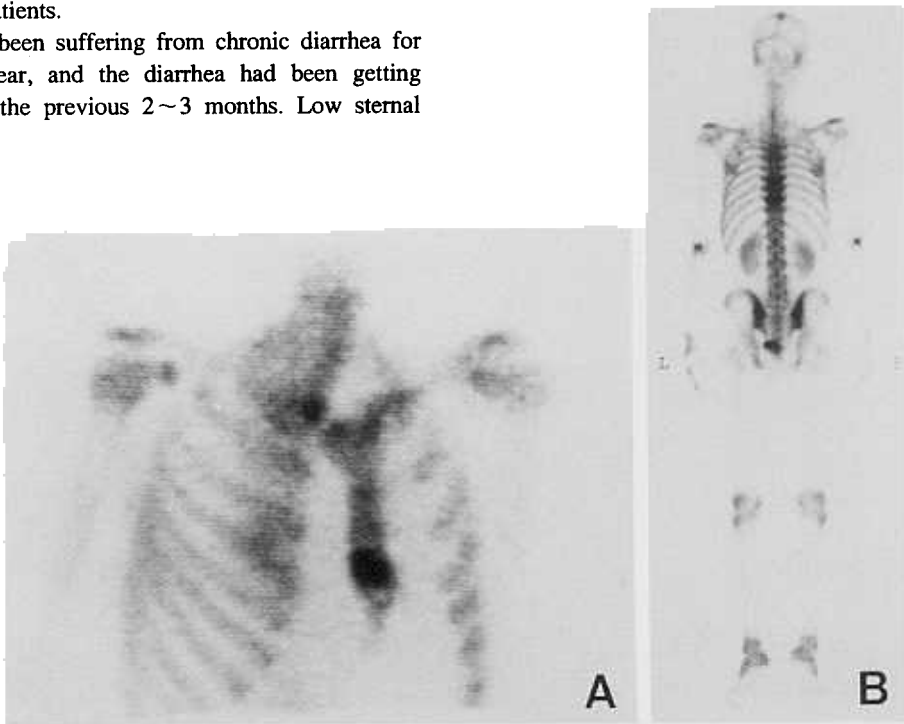 tients.
been suffering from chronic diarrhea for
ear, and the diarrhea had been getting
the previous 2~3 months. Low sternal
L
A
B